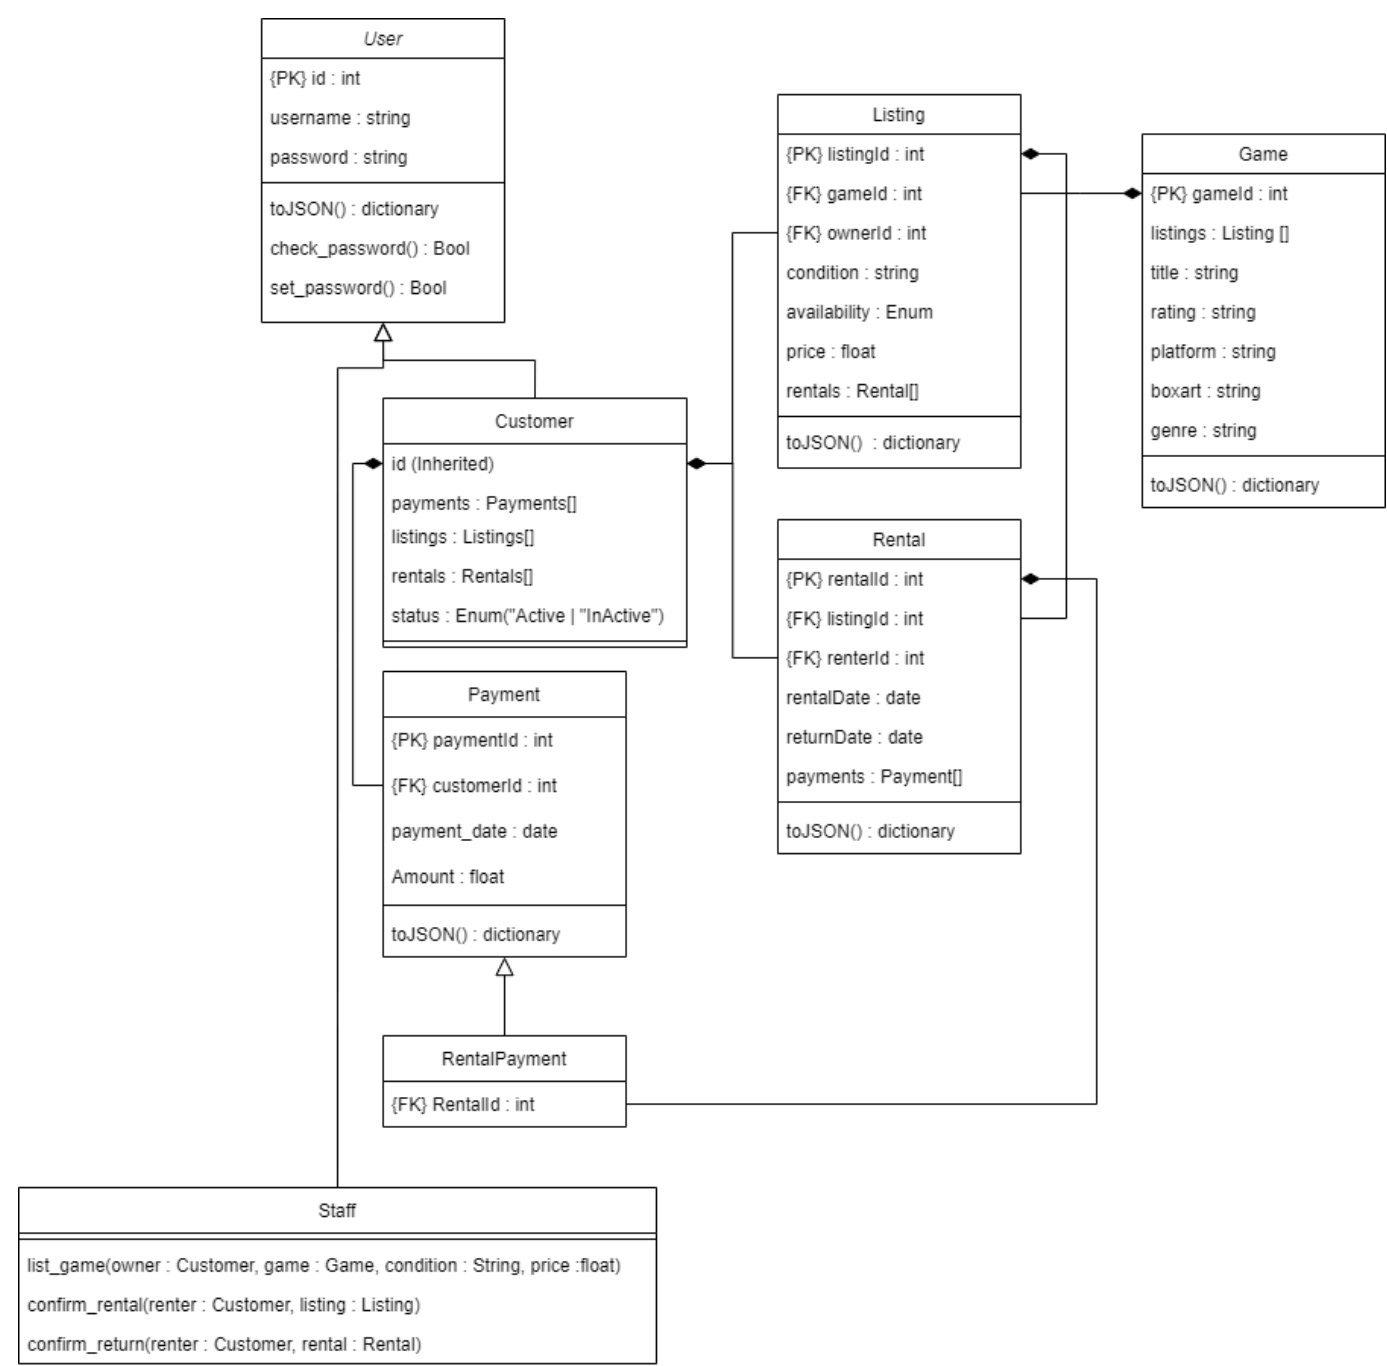 User
{PK} id : int
username : string
password : string
toJSON() : dictionary
check_password() : Bool
set_password() : Bool
Listing
{PK} listingId : int
{FK} gameId : int
{FK} ownerId : int
condition : string
availability : Enum
price : float
rentals : Rental[]
toJSON()  : dictionary
Game
{PK} gameId : int
listings : Listing []
title : string
rating : string
platform : string
boxart : string
genre : string
toJSON() : dictionary
Customer
id (Inherited)
payments : Payments[]
listings : Listings[]
rentals : Rentals[]
status : Enum("Active | "InActive")
Rental
{PK} rentalId : int
{FK} listingId : int
{FK} renterId : int
rentalDate : date
returnDate : date
payments : Payment[]
toJSON() : dictionary
Payment
{PK} paymentId : int
{FK} customerId : int
payment_date : date
Amount : float
toJSON() : dictionary
RentalPayment
{FK} RentalId : int
Staff
list_game(owner : Customer, game : Game, condition : String, price :float)
confirm_rental(renter : Customer, listing : Listing)
confirm_return(renter : Customer, rental : Rental)